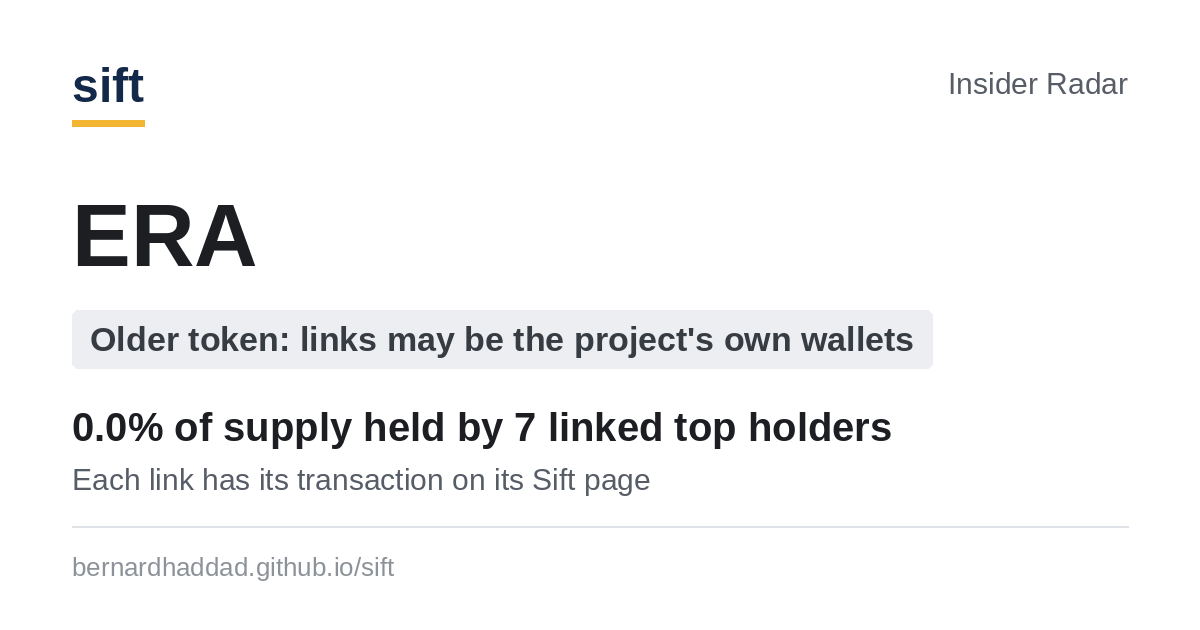 sift
Insider Radar
ERA
Older token: links may be the project's own wallets
0.0% of supply held by 7 linked top holders
Each link has its transaction on its Sift page
bernardhaddad.github.io/sift